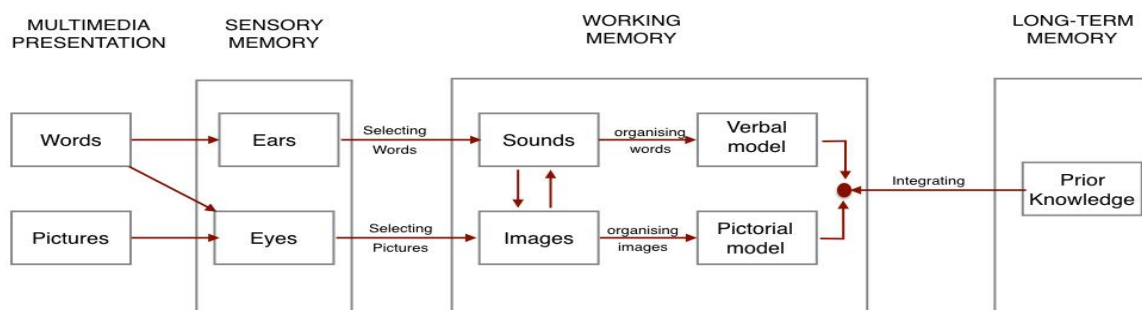 MULTIMEDIA
PRESENTATION
SENSORY
MEMORY
WORKING
MEMORY
LONG-TERM
MEMORY
Words
Ears
Selecting
Words
Sounds
organising
words
Verbal
model
Integrating
Prior
Knowledge
Pictures
Eyes
Selecting
Pictures
Images
organising
images
Pictorial
model